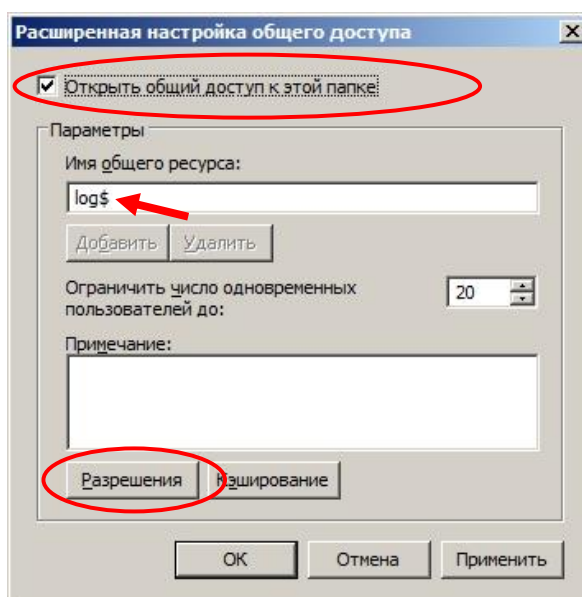 Расширенная настройка общего доступа
Открыть общий доступ к этой папке
Параметры
Имя общего ресурса:
log$
Добавить Удалить
Ограничить число одновременных 20
пользователей до:
Примечание:
Разрешения Кэширование
ОК Отмена Применить